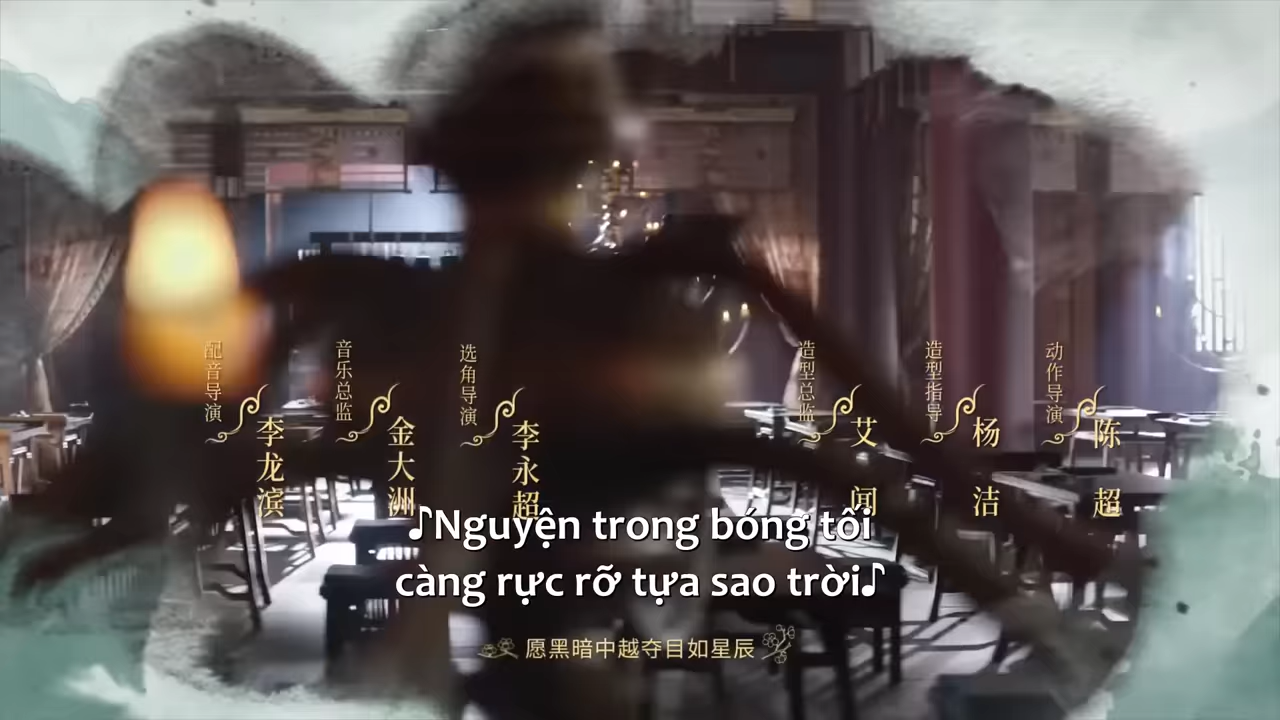 配音导演
李龙滨
音乐总监
金大洲
选角导演
李永超
造型总监
艾闻
造型指导
杨洁
动作导演
陈超
♪Nguyện trong bóng tối
càng rực rỡ tựa sao trời♪
愿黑暗中越夺目如星辰